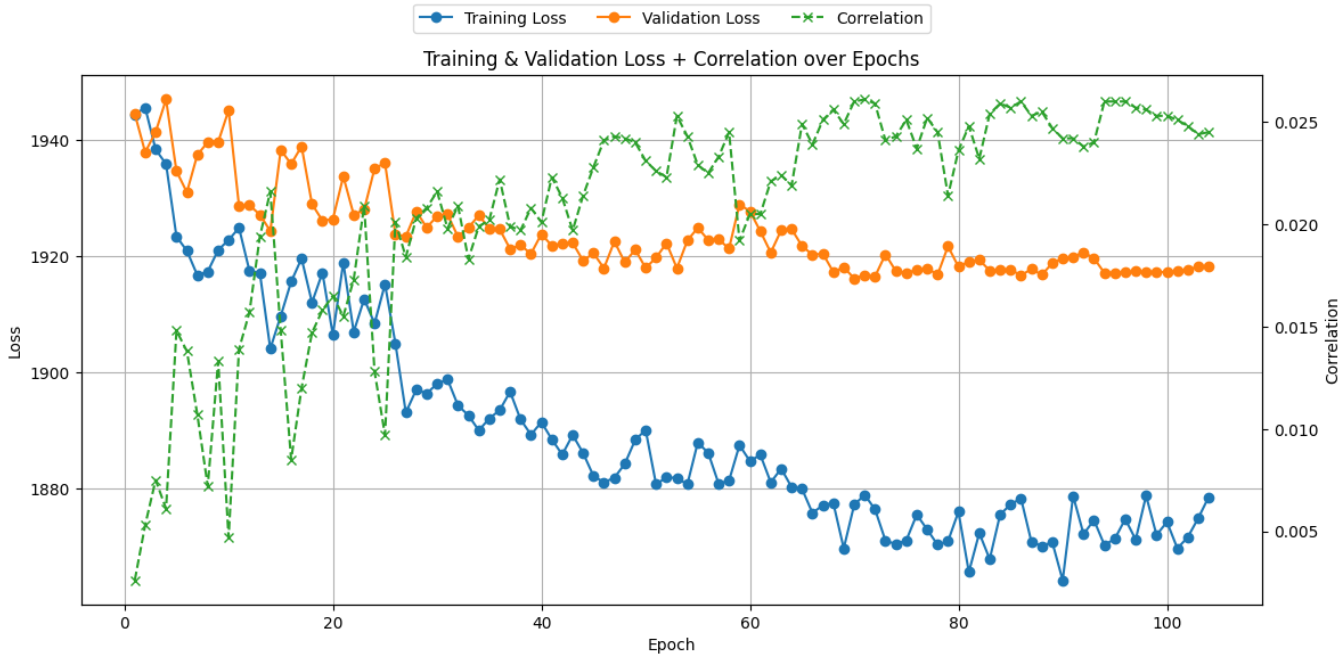 Training Loss Validation Loss Correlation
Training & Validation Loss + Correlation over Epochs
1940
1920
1900
1880
Loss
0.025
0.020
0.015
0.010
0.005
Correlation
0 20 40 60 80 100
Epoch